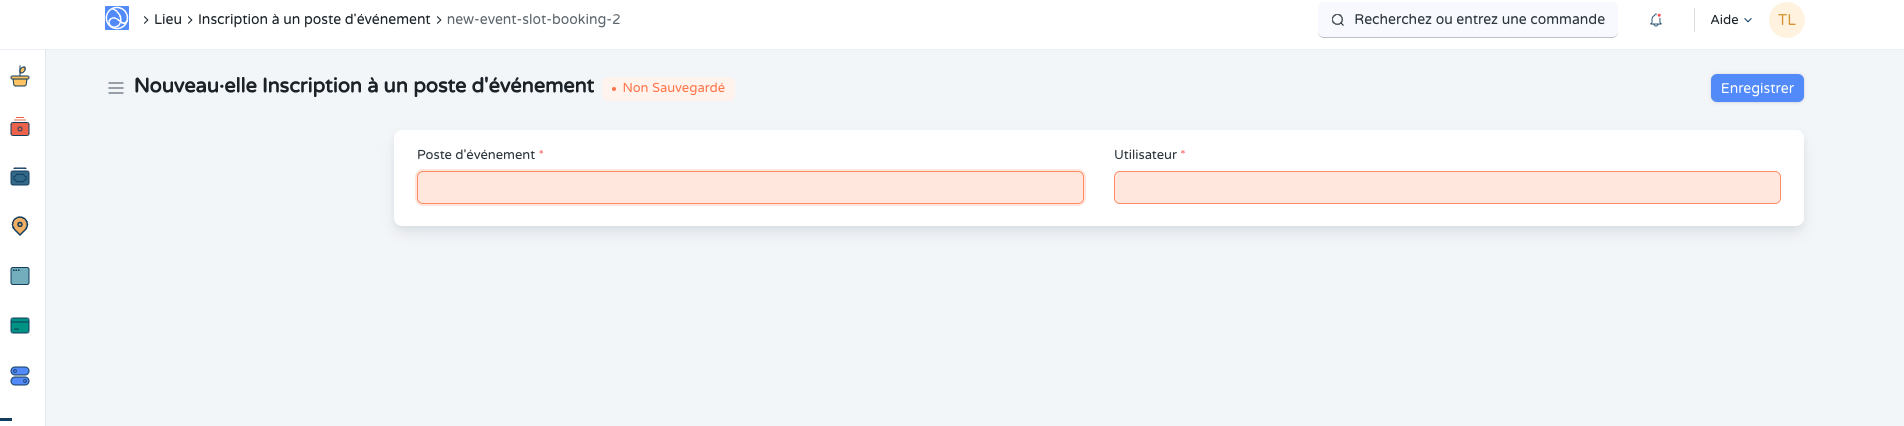 Lieu > Inscription à un poste d'événement > new-event-slot-booking-2
Recherchez ou entrez une commande
Aide
TL
Nouveau·elle Inscription à un poste d'événement
Non Sauvegardé
Enregistrer
Poste d'événement *
Utilisateur *